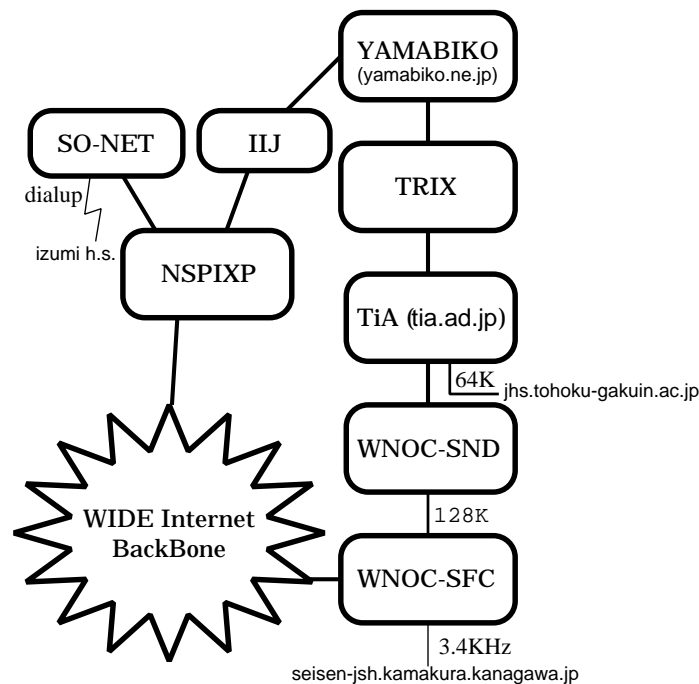 YAMABIKO
(yamabiko.ne.jp)
SO-NET
IIJ
TRIX
dialup
izumi h.s.
NSPIXP
TiA (tia.ad.jp)
64K
jhs.tohoku-gakuin.ac.jp
WNOC-SND
WIDE Internet
BackBone
128K
WNOC-SFC
3.4KHz
seisen-jsh.kamakura.kanagawa.jp